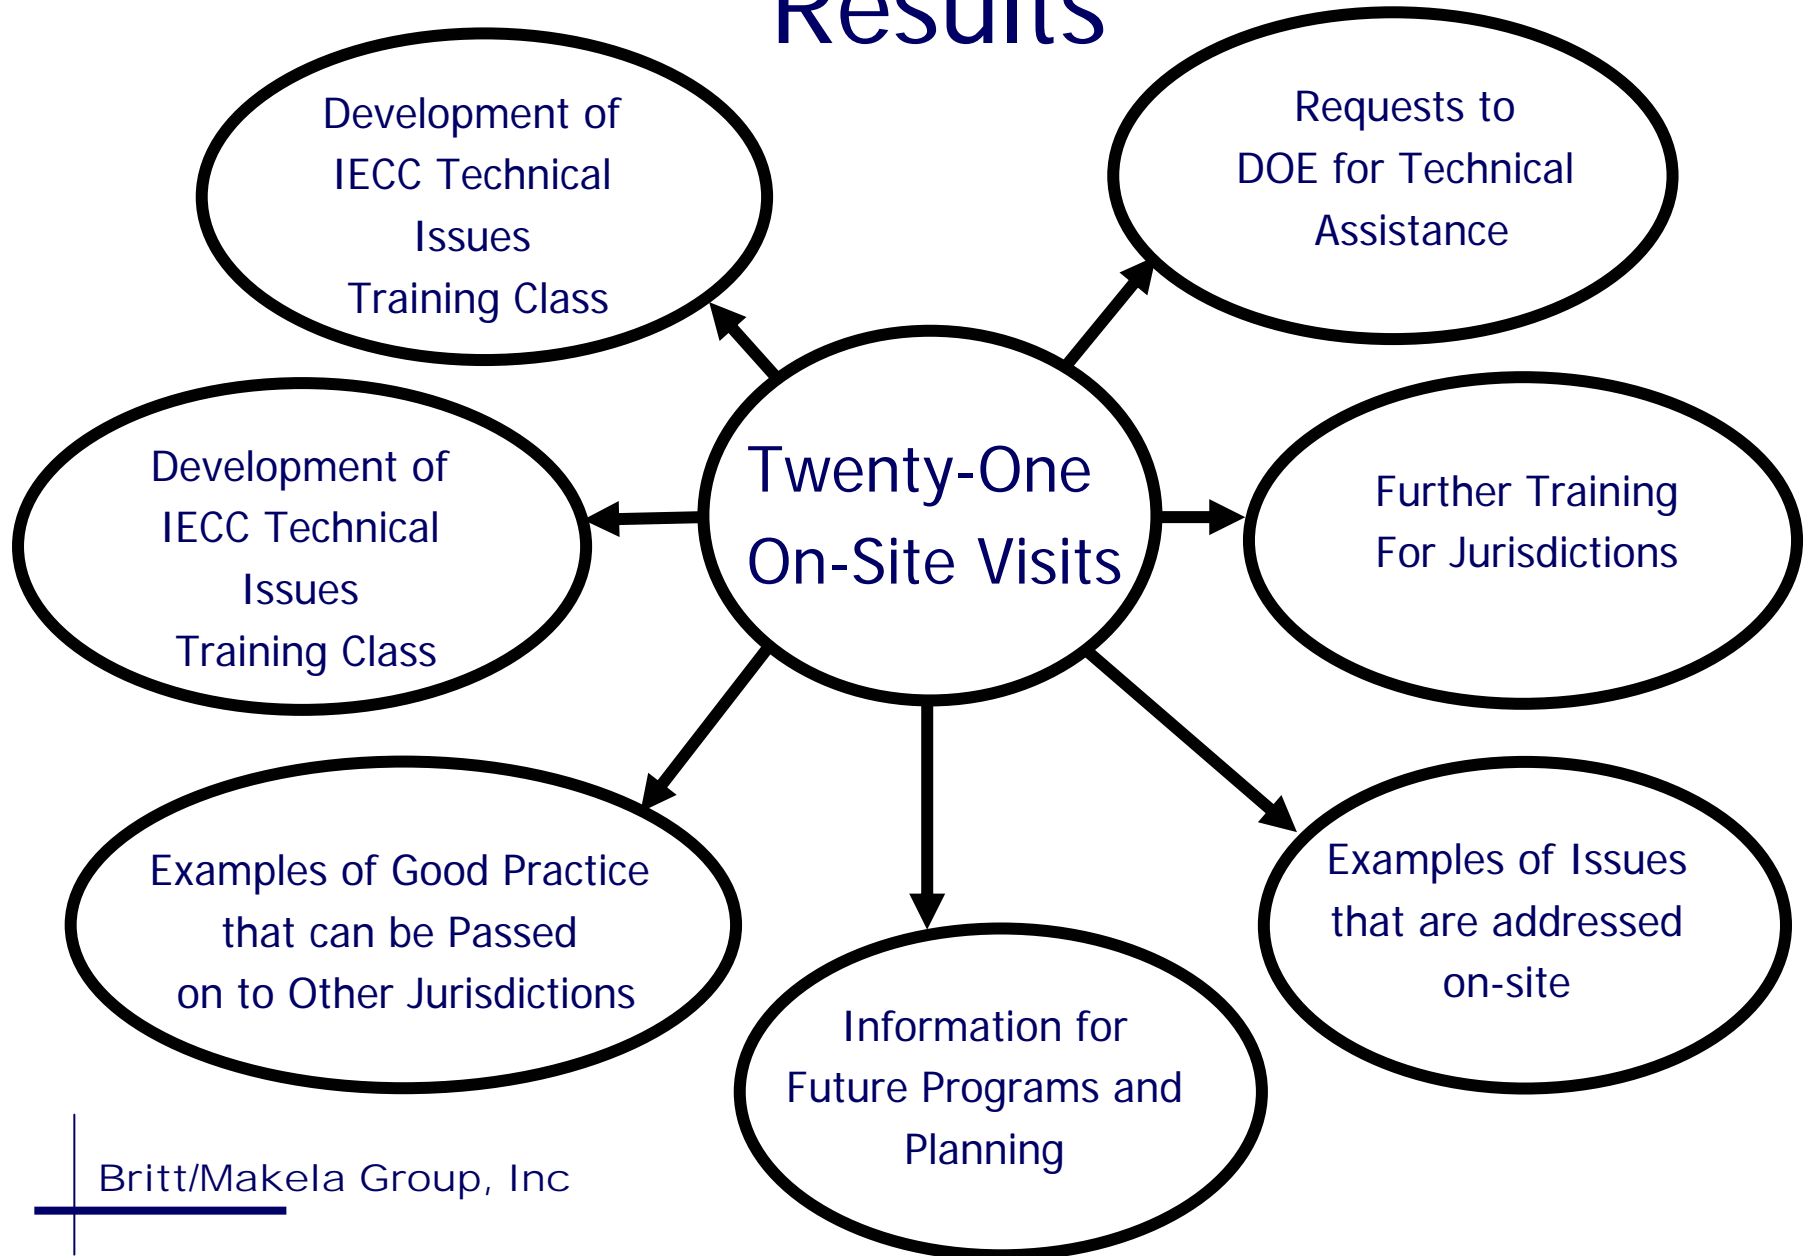 Results
Development of
IECC Technical
Issues
Training Class
Requests to
DOE for Technical
Assistance
Development of
IECC Technical
Issues
Training Class
Twenty-One
On-Site Visits
Further Training
For Jurisdictions
Examples of Good Practice
that can be Passed
on to Other Jurisdictions
Information for
Future Programs and
Planning
Examples of Issues
that are addressed
on-site
Britt/Makela Group, Inc